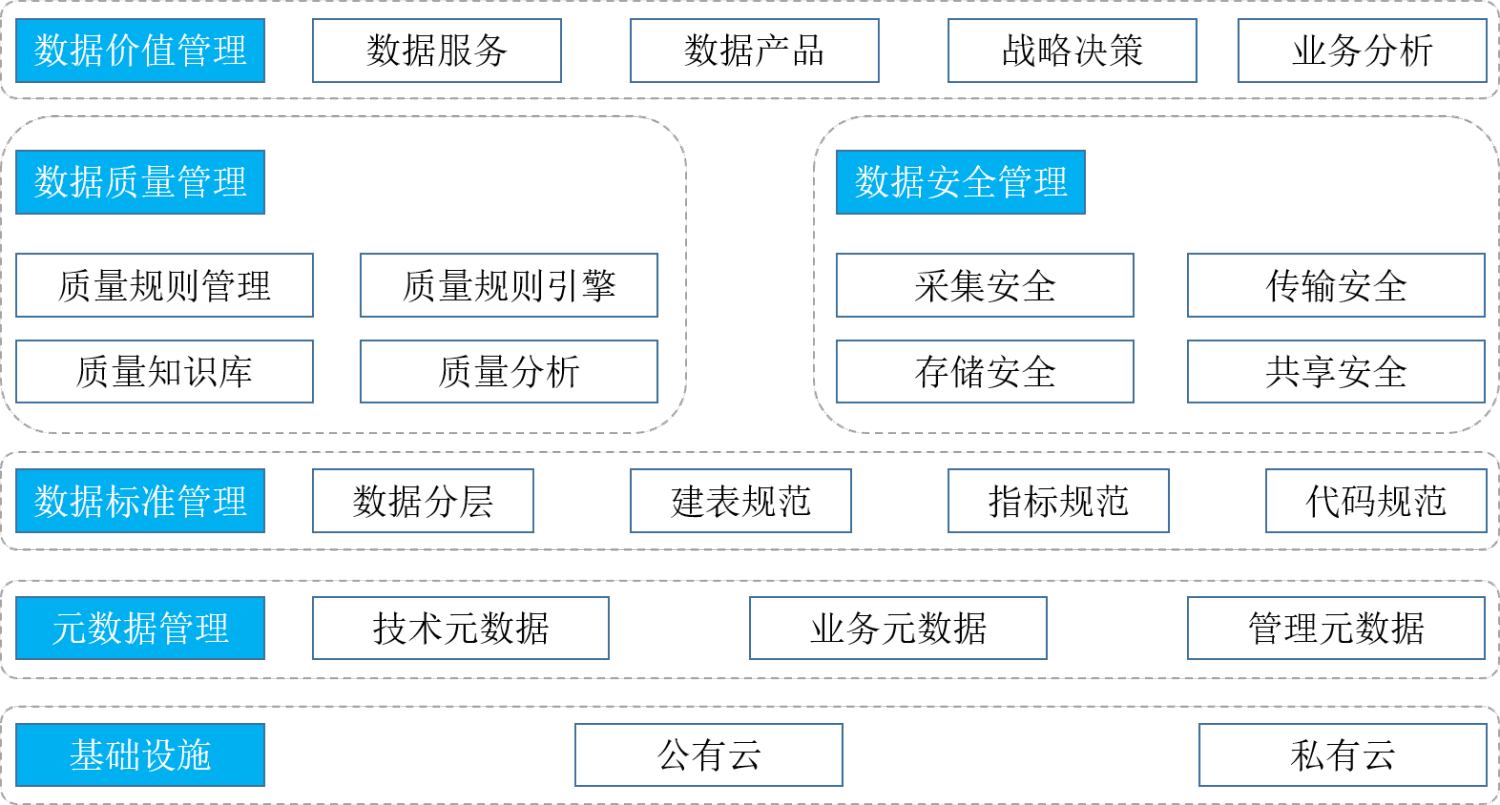 数据价值管理
数据服务
数据产品
战略决策
业务分析
数据质量管理
质量规则管理
质量规则引擎
质量知识库
质量分析
数据安全管理
采集安全
传输安全
存储安全
共享安全
数据标准管理
数据分层
建表规范
指标规范
代码规范
元数据管理
技术元数据
业务元数据
管理元数据
基础设施
公有云
私有云